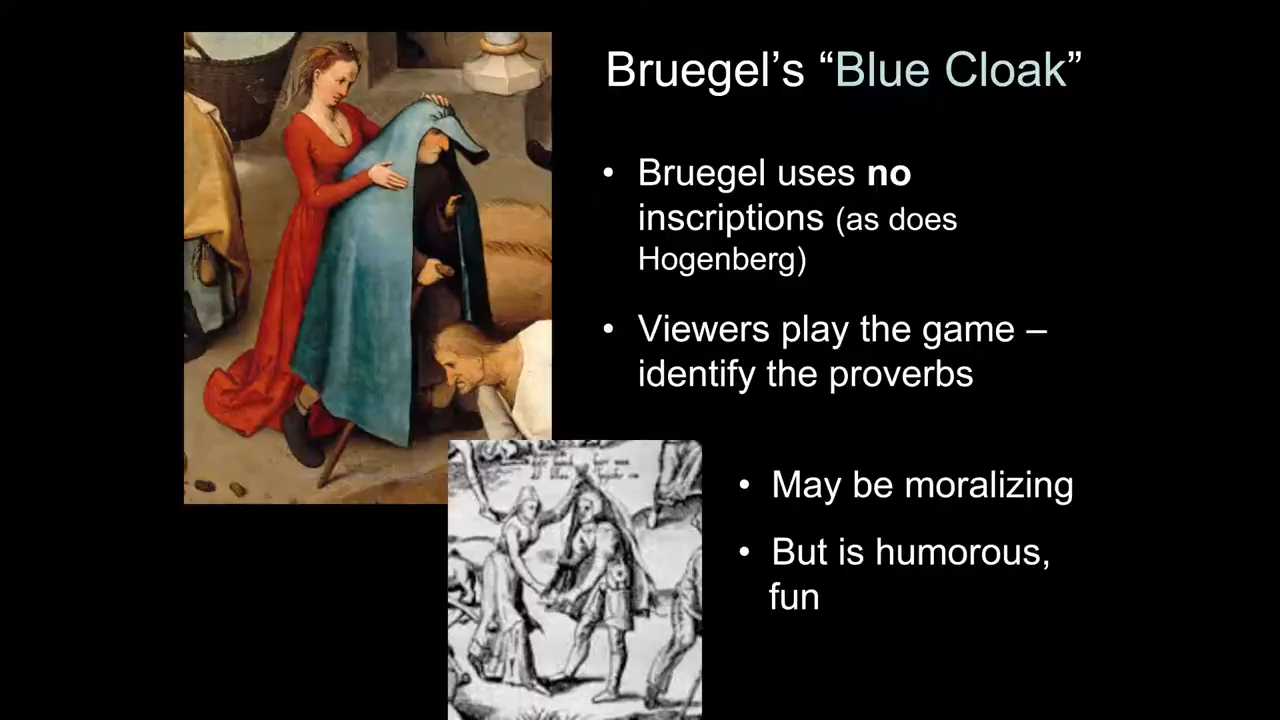 Bruegel's “Blue Cloak”
• Bruegel uses no
inscriptions (as does
Hogenberg)
• Viewers play the game –
identify the proverbs
• May be moralizing
• But is humorous,
fun